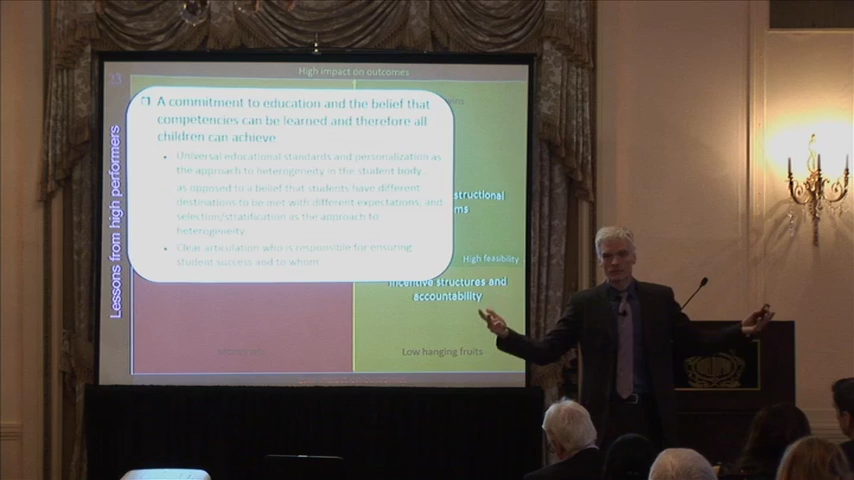 23
High impact on outcomes
Lessons from high performers
A commitment to education and the belief that
competencies can be learned and therefore all
children can achieve
Universal educational standards and personalization as
the approach to heterogeneity in the student body…
as opposed to a belief that students have different
destinations to be met with different expectations, and
selection/stratification as the approach to
heterogeneity
Clear articulation who is responsible for ensuring
student success and to whom
High feasibility
Incentive structures and
accountability
Low hanging fruits